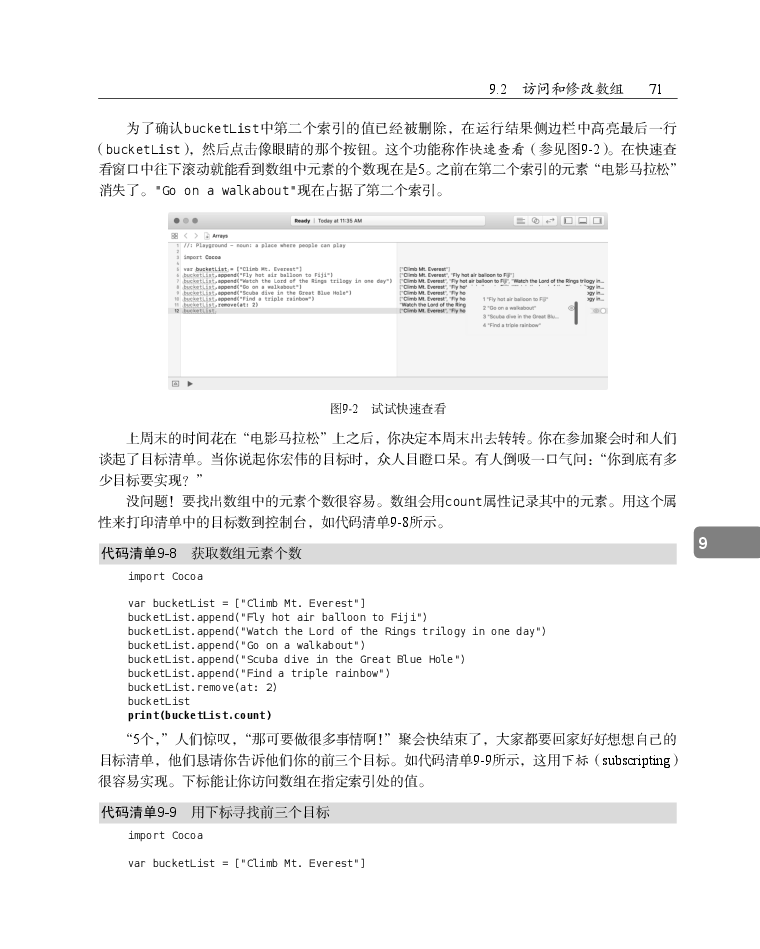 9.2 访问和修改数组 71
为了确认bucketList中第二个索引的值已经被删除，在运行结果侧边栏中高亮最后一行
（bucketList），然后点击像眼睛的那个按钮。这个功能称作快速查看（参见图9-2）。在快速查
看窗口中往下滚动就能看到数组中元素的个数现在是5。之前在第二个索引的元素“电影马拉松”
消失了。"Go on a walkabout"现在占据了第二个索引。
Ready | Today at 11:35 AM
Arrays
1 //: Playground - noun: a place where people can play
2
3 import Cocoa
4
5 var bucketList = ["Climb Mt. Everest"] ["Climb Mt. Everest"]
6 bucketList.append("Fly hot air balloon to Fiji") ["Climb Mt. Everest", "Fly hot air balloon to Fiji"]
7 bucketList.append("Watch the Lord of the Rings trilogy in one day") ["Climb Mt. Everest", "Fly hot air balloon to Fiji", "Watch the Lord of the Rings trilogy in...
8 bucketList.append("Go on a walkabout") ["Climb Mt. Everest", "Fly hot
9 bucketList.append("Scuba dive in the Great Blue Hole") ["Climb Mt. Everest", "Fly ho
10 bucketList.append("Find a triple rainbow") ["Climb Mt. Everest", "Fly ho
11 bucketList.remove(at: 2) "Watch the Lord of the Ring
12 bucketList ["Climb Mt. Everest", "Fly ho
1 "Fly hot air balloon to Fiji"
2 "Go on a walkabout"
3 "Scuba dive in the Great Blu...
4 "Find a triple rainbow"
图9-2 试试快速查看
上周末的时间花在“电影马拉松”上之后，你决定本周末出去转转。你在参加聚会时和人们
谈起了目标清单。当你说起你宏伟的目标时，众人目瞪口呆。有人倒吸一口气问：“你到底有多
少目标要实现？”
没问题！要找出数组中的元素个数很容易。数组会用count属性记录其中的元素。用这个属
性来打印清单中的目标数到控制台，如代码清单9-8所示。
9
代码清单9-8 获取数组元素个数
import Cocoa
var bucketList = ["Climb Mt. Everest"]
bucketList.append("Fly hot air balloon to Fiji")
bucketList.append("Watch the Lord of the Rings trilogy in one day")
bucketList.append("Go on a walkabout")
bucketList.append("Scuba dive in the Great Blue Hole")
bucketList.append("Find a triple rainbow")
bucketList.remove(at: 2)
bucketList
print(bucketList.count)
“5个，”人们惊叹，“那可要做很多事情啊！”聚会快结束了，大家都要回家好好想想自己的
目标清单，他们恳请你告诉他们你的前三个目标。如代码清单9-9所示，这用下标（subscripting）
很容易实现。下标能让你访问数组在指定索引处的值。
代码清单9-9 用下标寻找前三个目标
import Cocoa
var bucketList = ["Climb Mt. Everest"]